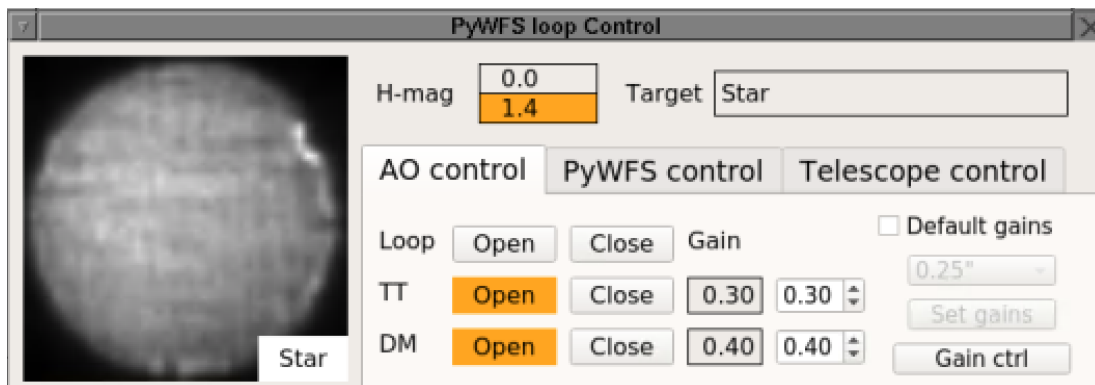 PyWFS loop Control
H-mag
0.0
1.4
Target Star
AO control PyWFS control Telescope control
Loop Open Close Gain
Default gains
0.25"
TT Open Close 0.30 0.30
Set gains
DM Open Close 0.40 0.40
Gain ctrl
Star